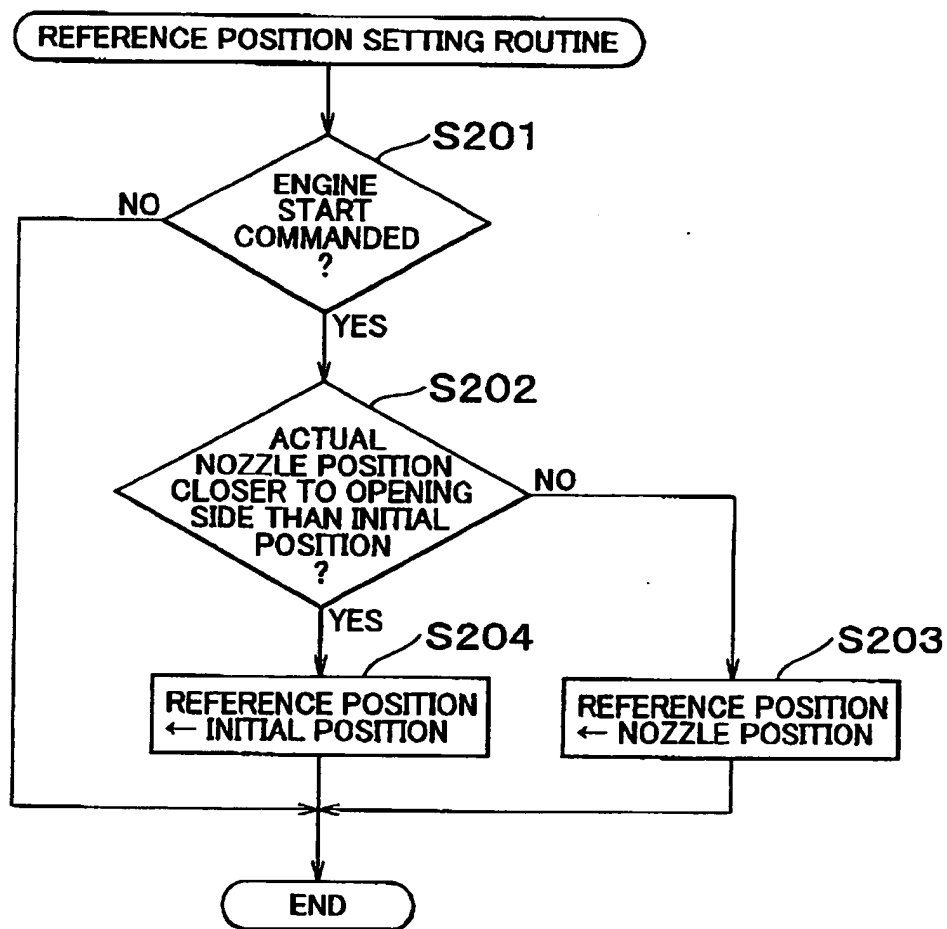 REFERENCE POSITION SETTING ROUTINE
S201
ENGINE
START
COMMANDED
?
NO
YES
S202
ACTUAL
NOZZLE POSITION
CLOSER TO OPENING
SIDE THAN INITIAL
POSITION
?
NO
YES
S204
REFERENCE POSITION
← INITIAL POSITION
S203
REFERENCE POSITION
← NOZZLE POSITION
END